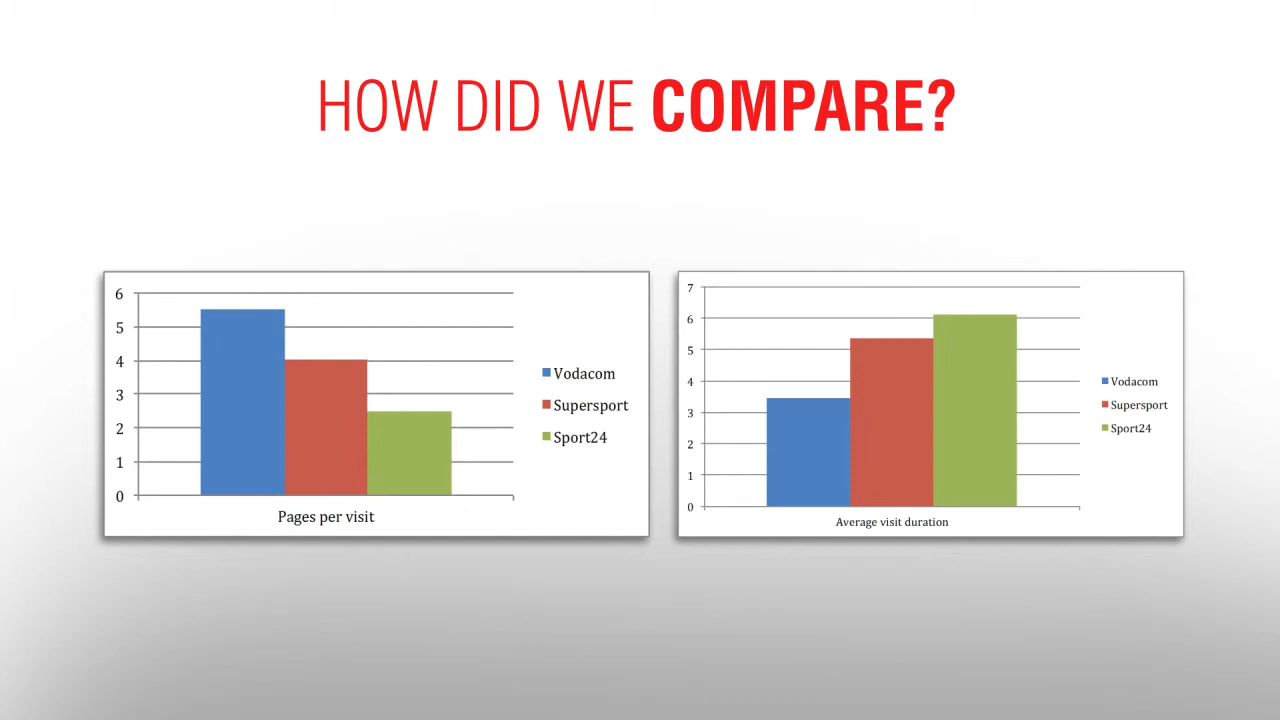 HOW DID WE COMPARE?
6
5
4
3
2
1
0
Pages per visit
Vodacom
Supersport
Sport24
7
6
5
4
3
2
1
0
Average visit duration
Vodacom
Supersport
Sport24